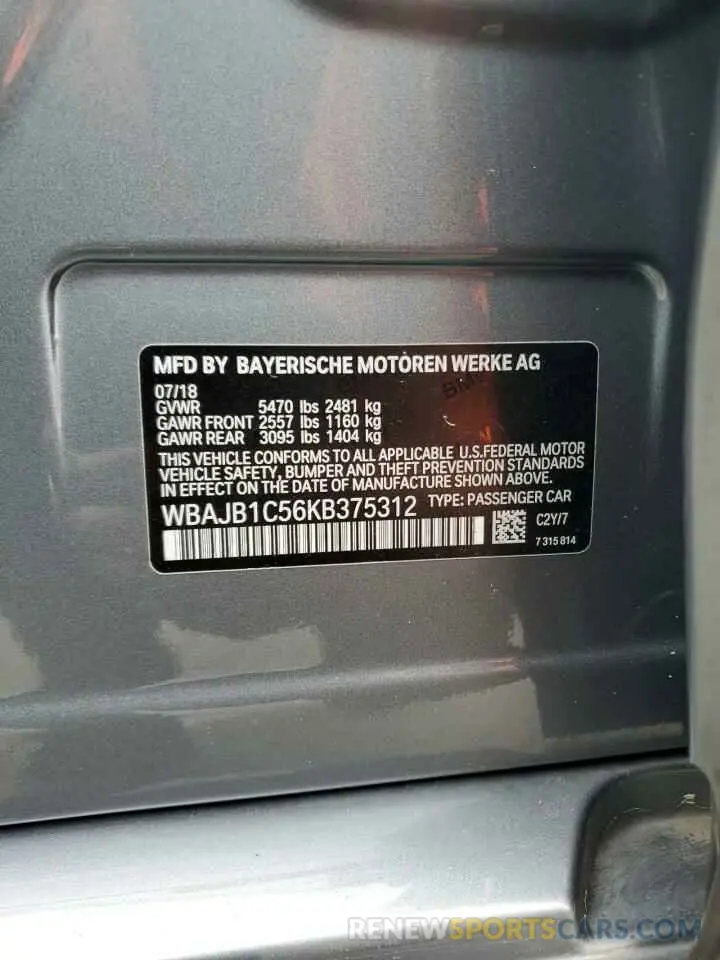 MFD BY BAYERISCHE MOTOREN WERKE AG
07/18
GVWR 5470 lbs 2481 kg
GAWR FRONT 2557 lbs 1160 kg
GAWR REAR 3095 lbs 1404 kg
THIS VEHICLE CONFORMS TO ALL APPLICABLE U.S.FEDERAL MOTOR
VEHICLE SAFETY, BUMPER AND THEFT PREVENTION STANDARDS
IN EFFECT ON THE DATE OF MANUFACTURE SHOWN ABOVE.
WBAJB1C56KB375312 TYPE: PASSENGER CAR
C2Y/7
7 315 814
RENEWSPORTSCARS.COM